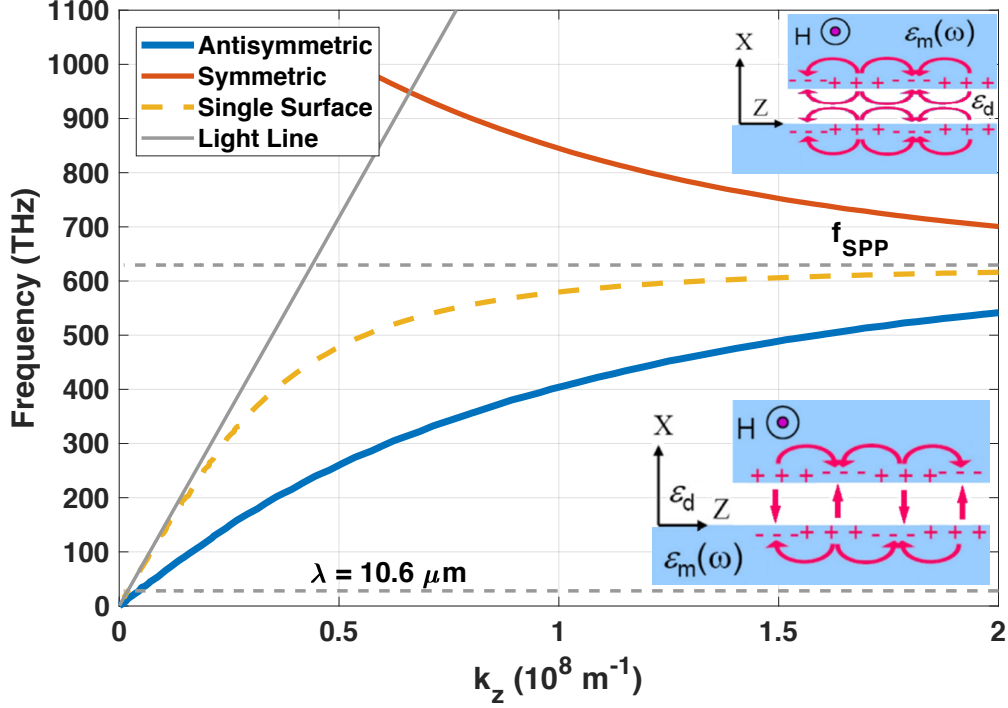 1100
1000
900
800
700
600
500
400
300
200
100
0
Frequency (THz)
Antisymmetric
Symmetric
Single Surface
Light Line
X
Z
H
εm(ω)
- - - + + + - - - + + +
εd
- - - + + + - - - + + +
fSPP
X
Z
εd
H
+ + + - - - + + + - - -
- - - + + + - - - + + +
εm(ω)
λ = 10.6 μm
0
0.5
1
1.5
2
kz (10⁸ m⁻¹)